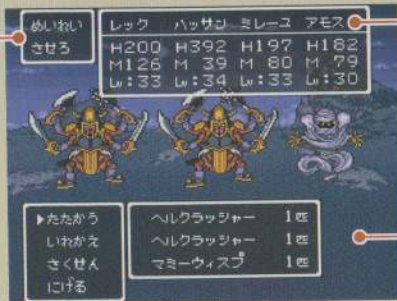 めいれい
させろ
レック ハッサン ミレーユ アモス
H200 H392 H197 H182
M126 M 39 M 80 M 79
Lv:33 Lv:34 Lv:33 Lv:30
▶たたかう
いれかえ
さくせん
にげる
ヘルクラッシャー 1匹
ヘルクラッシャー 1匹
マミーウィスプ 1匹